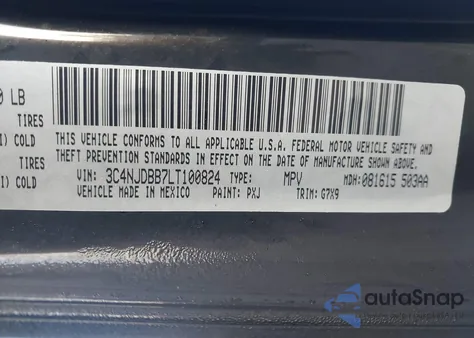 0 LB
TIRES
I) COLD
TIRES
I) COLD
THIS VEHICLE CONFORMS TO ALL APPLICABLE U.S.A. FEDERAL MOTOR VEHICLE SAFETY AND
THEFT PREVENTION STANDARDS IN EFFECT ON THE DATE OF MANUFACTURE SHOWN ABOVE.
VIN: 3C4NJDBB7LT100824 TYPE: MPV MDH: 081615 503AA
MADE IN MEXICO PAINT: PXJ TRIM: G7X9
autoSnap